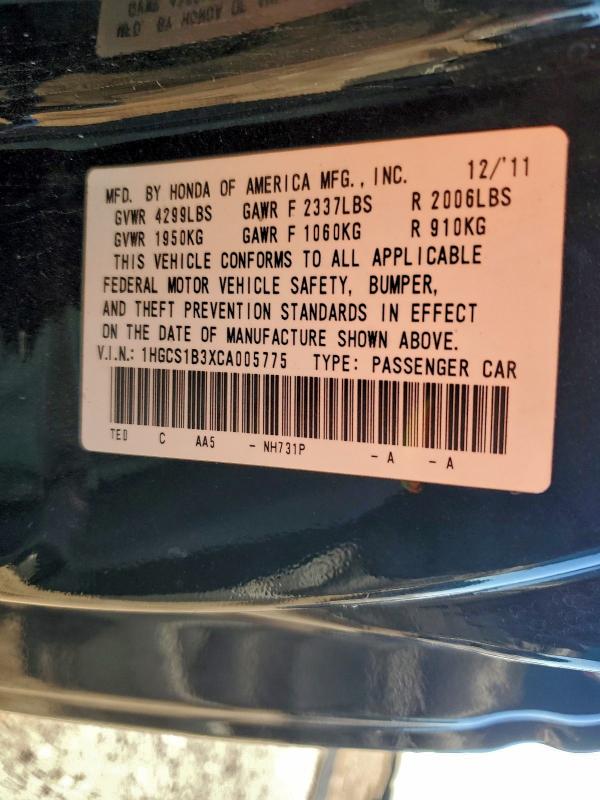 MFD. BY HONDA OF AMERICA MFG., INC. 12/'11
GVWR 4299LBS GAWR F 2337LBS R 2006LBS
GVWR 1950KG GAWR F 1060KG R 910KG
THIS VEHICLE CONFORMS TO ALL APPLICABLE
FEDERAL MOTOR VEHICLE SAFETY, BUMPER,
AND THEFT PREVENTION STANDARDS IN EFFECT
ON THE DATE OF MANUFACTURE SHOWN ABOVE.
V.I.N.: 1HGCS1B3XCA005775 TYPE: PASSENGER CAR
TE0 C AA5 - NH731P - A - A